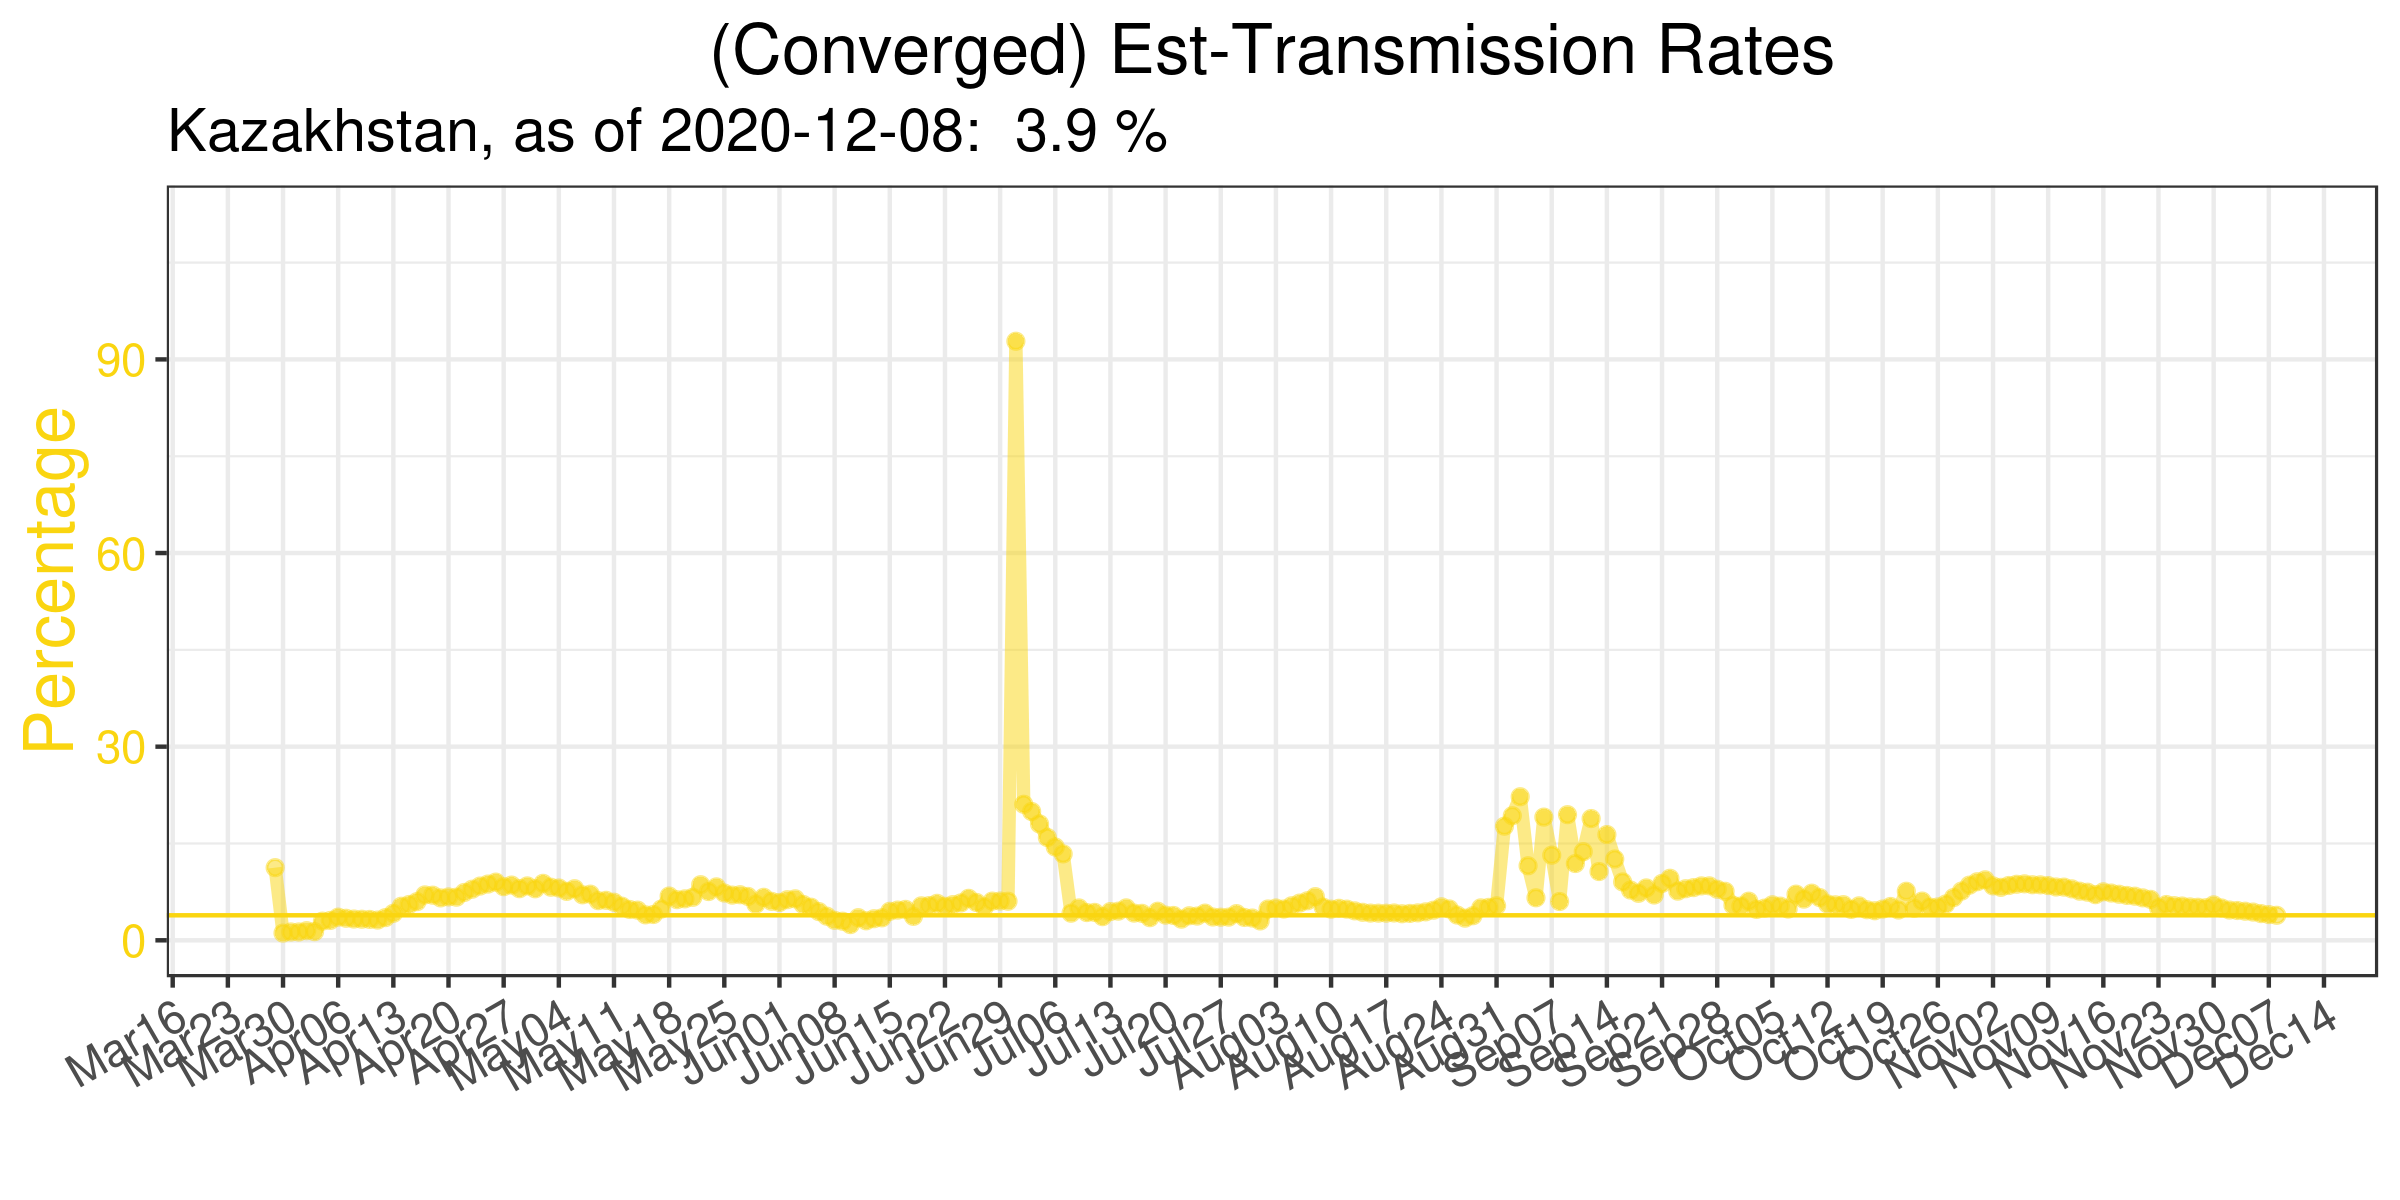 (Converged) Est-Transmission Rates
Kazakhstan, as of 2020-12-08:  3.9 %
Percentage
90
60
30
0
Mar16
Mar23
Mar30
Apr06
Apr13
Apr20
Apr27
May04
May11
May18
May25
Jun01
Jun08
Jun15
Jun22
Jun29
Jul06
Jul13
Jul20
Jul27
Aug03
Aug10
Aug17
Aug24
Aug31
Sep07
Sep14
Sep21
Sep28
Oct05
Oct12
Oct19
Oct26
Nov02
Nov09
Nov16
Nov23
Nov30
Dec07
Dec14